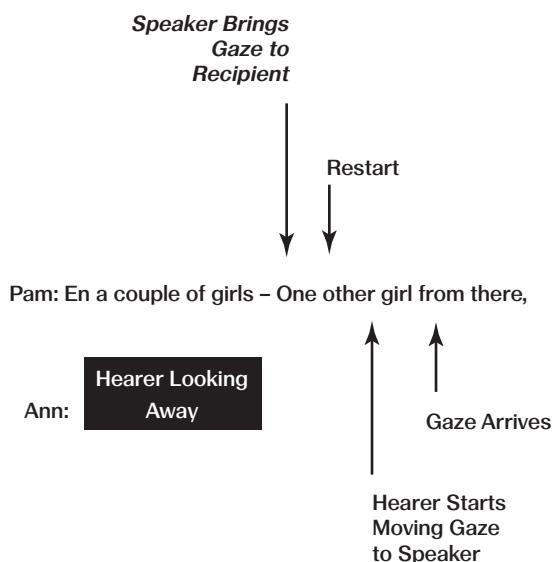 Speaker Brings
Gaze to
Recipient
Restart
Pam: En a couple of girls – One other girl from there,
Hearer Looking
Away
Ann:
Gaze Arrives
Hearer Starts
Moving Gaze
to Speaker